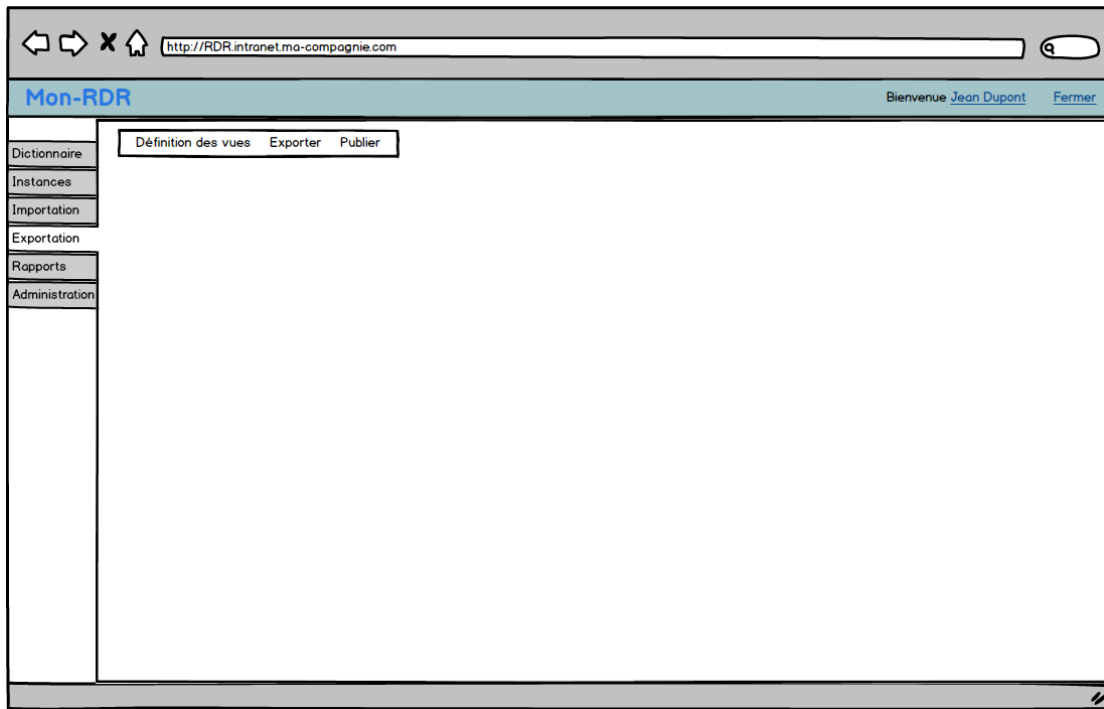 http://RDR.intranet.ma-compagnie.com
Mon-RDR Bienvenue Jean Dupont Fermer
Définition des vues Exporter Publier
Dictionnaire
Instances
Importation
Exportation
Rapports
Administration